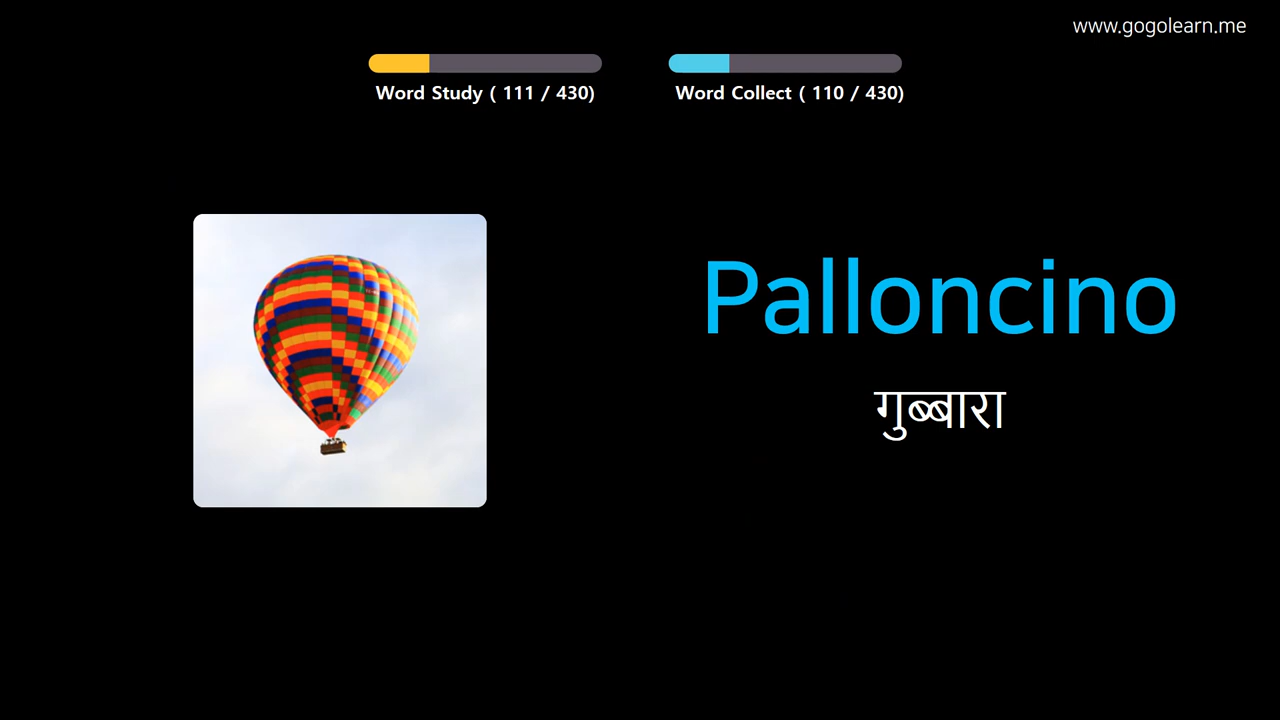 www.gogolearn.me
Word Study ( 111 / 430)
Word Collect ( 110 / 430)
Palloncino
गुब्बारा